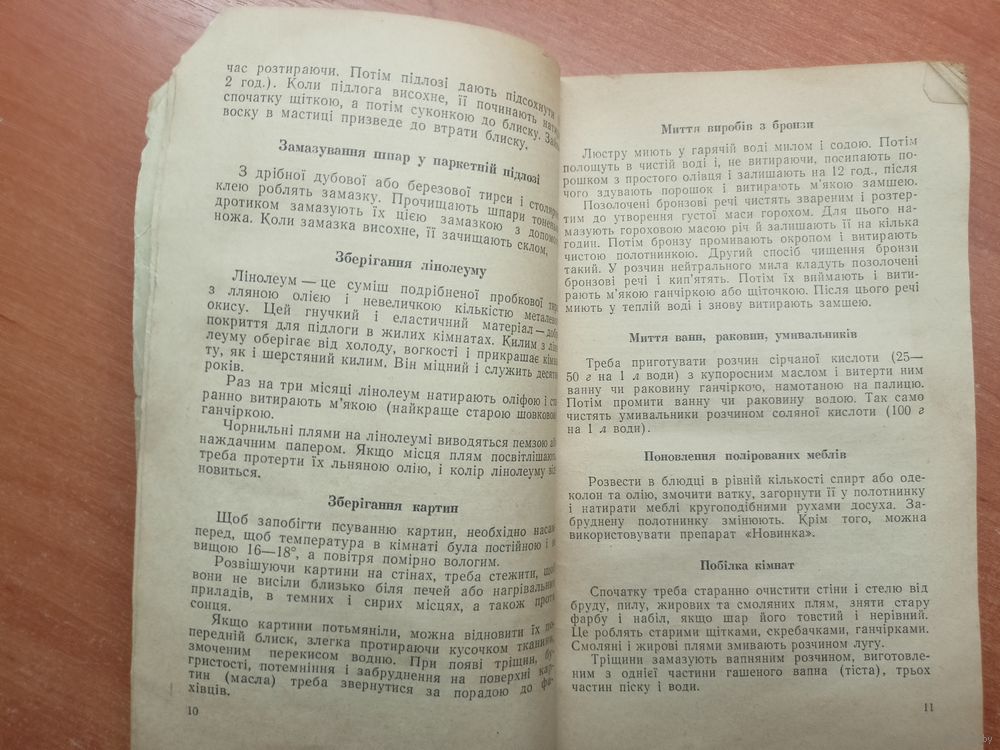 час розтираючи. Потім підлозі дають підсохнути
2 год.). Коли підлога висохне, її починають
спочатку щіткою, а потім суконкою до блиску.
воску в мастиці призведе до втрати блиску.
Замазування шпар у паркетній підлозі
З дрібної дубової або березової тирси і
клею роблять замазку. Прочищають шпари
дротиком замазують їх цією замазкою з
ножа. Коли замазка висохне, її зачищають склом,
Зберігання лінолеуму
Лінолеум — це суміш подрібненої пробкової
з лляною олією і невеличкою кількістю
окису. Цей гнучкий і еластичний матеріал —
покриття для підлоги в жилих кімнатах. Килим з
леуму оберігає від холоду, вогкості і прикрашає
ту, як і шерстяний килим. Він міцний і служить
років.
Раз на три місяці лінолеум натирають оліфою і
ранно витирають м’якою (найкраще старою
ганчіркою.
Чорнильні плями на лінолеумі виводяться пемзою
наждачним папером. Якщо місця плям
треба протерти їх льняною олію, і колір лінолеуму
новиться.
Зберігання картин
Щоб запобігти псуванню картин, необхідно
перед, щоб температура в кімнаті була постійною і
вищою 16—18°, а повітря помірно вологим.
Розвішуючи картини на стінах, треба стежити,
вони не висіли близько біля печей або нагрівальних
приладів, в темних і сирих місцях, а також проти
сонця.
Якщо картини потьмяніли, можна відновити їх по-
передній блиск, злегка протираючи кусочком тканини,
змоченим перекисом водню. При появі тріщин, бу-
гристості, потемніння і забруднення на поверхні кар-
тин (масла) треба звернутися за порадою до фа-
хівців.
10
Миття виробів з бронзи
Люстру миють у гарячій воді милом і содою. Потім
полощуть в чистій воді і, не витираючи, посипають по-
рошком з простого олівця і залишають на 12 год., після
чого здувають порошок і витирають м’якою замшею.
Позолочені бронзові речі чистять звареним і розтер-
тим до утворення густої маси горохом. Для цього на-
мазують гороховою масою річ й залишають її на кілька
годин. Потім бронзу промивають окропом і витирають
чистою полотнинкою. Другий спосіб чищення бронзи
такий. У розчин нейтрального мила кладуть позолочені
бронзові речі і кип’ятять. Потім їх виймають і вити-
рають м’якою ганчіркою або щіточкою. Після цього речі
миють у теплій воді і знову витирають замшею.
Миття ванн, раковин, умивальників
Треба приготувати розчин сірчаної кислоти (25—
50 г на 1 л води) з купоросним маслом і витерти ним
ванну чи раковину ганчіркою, намотаною на палицю.
Потім промити ванну чи раковину водою. Так само
чистять умивальники розчином соляної кислоти (100 г
на 1 л води).
Поновлення полірованих меблів
Розвести в блюдці в рівній кількості спирт або оде-
колон та олію, змочити ватку, загорнути її у полотнинку
і натирати меблі кругоподібними рухами досуха. За-
бруднену полотнинку змінюють. Крім того, можна
використовувати препарат «Новинка».
Побілка кімнат
Спочатку треба старанно очистити стіни і стелю від
бруду, пилу, жирових та смоляних плям, зняти стару
фарбу і набіл, якщо шар його товстий і нерівний.
Це роблять старими щітками, скребачками, ганчірками.
Смоляні і жирові плями змивають розчином лугу.
Тріщини замазують вапняним розчином, виготовле-
ним з однієї частини гашеного вапна (тіста), трьох
частин піску і води.
11